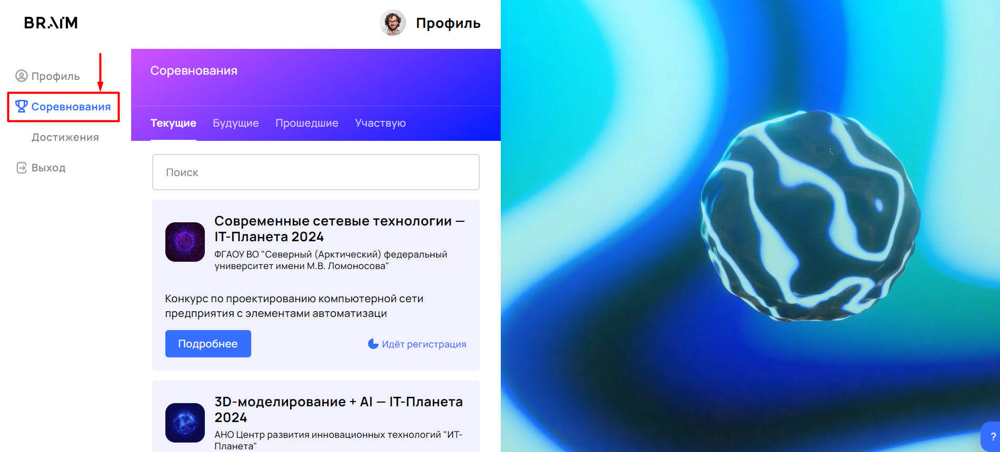 BRAIM
Профиль
Профиль
Соревнования
Достижения
Выход
Соревнования
Текущие Будущие Прошедшие Участвую
Поиск
Современные сетевые технологии —
IT-Планета 2024
ФГАОУ ВО "Северный (Арктический) федеральный
университет имени М.В. Ломоносова"
Конкурс по проектированию компьютерной сети
предприятия с элементами автоматизаци
Подробнее
Идёт регистрация
3D-моделирование + AI — IT-Планета
2024
АНО Центр развития инновационных технологий "ИТ-
Планета"
?